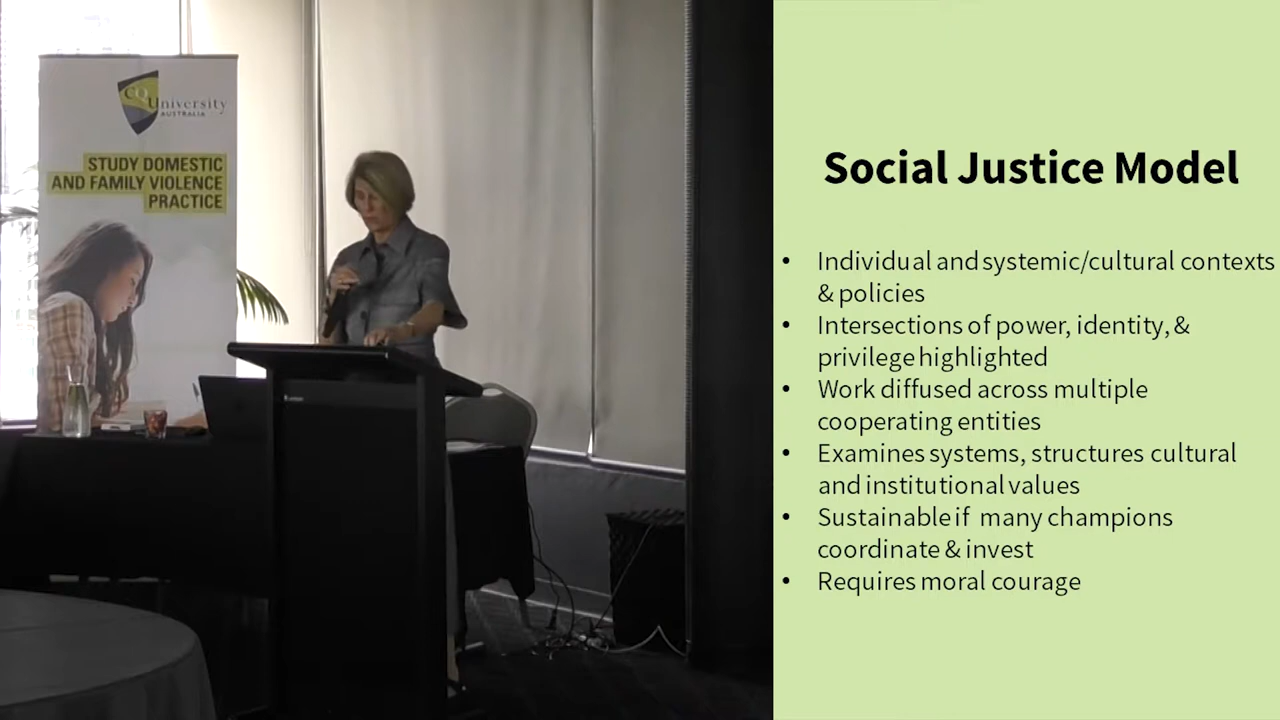 CQUniversity
AUSTRALIA
STUDY DOMESTIC
AND FAMILY VIOLENCE
PRACTICE
Social Justice Model
• Individual and systemic/cultural contexts
& policies
• Intersections of power, identity, &
privilege highlighted
• Work diffused across multiple
cooperating entities
• Examines systems, structures cultural
and institutional values
• Sustainable if many champions
coordinate & invest
• Requires moral courage